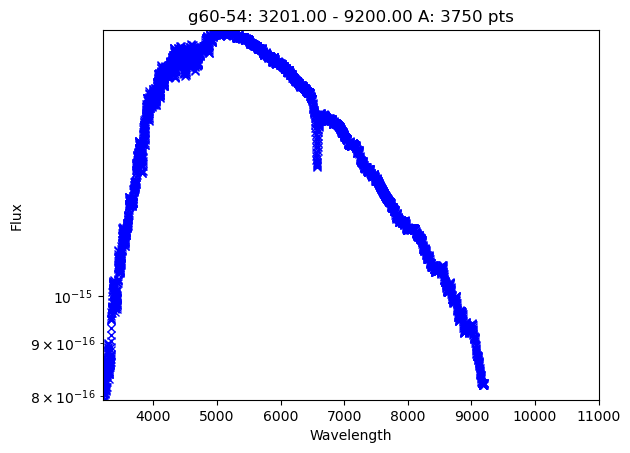 g60-54: 3201.00 - 9200.00 A: 3750 pts
Flux
10⁻¹⁵
9 × 10⁻¹⁶
8 × 10⁻¹⁶
4000 5000 6000 7000 8000 9000 10000 11000
Wavelength